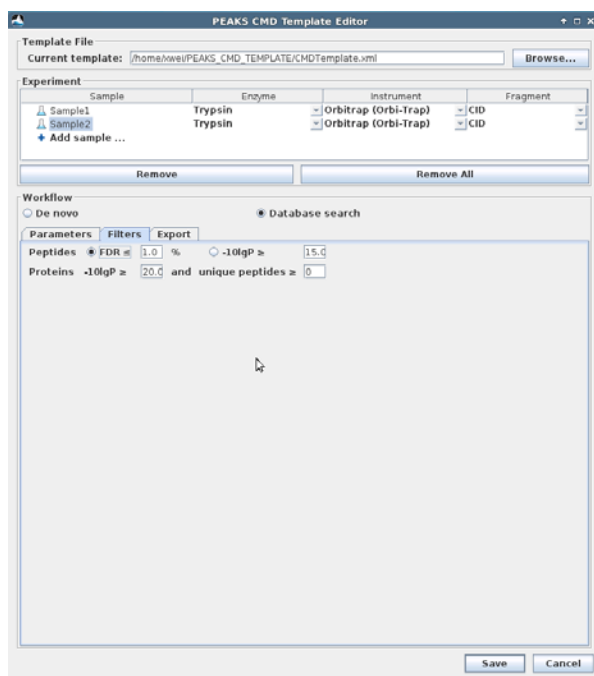 PEAKS CMD Template Editor
Template File
Current template: /home/xwei/PEAKS_CMD_TEMPLATE/CMDTemplate.xml Browse...
Experiment
Sample Enzyme Instrument Fragment
Sample1 Trypsin Orbitrap (Orbi-Trap) CID
Sample2 Trypsin Orbitrap (Orbi-Trap) CID
Add sample ...
Remove Remove All
Workflow
De novo Database search
Parameters Filters Export
Peptides FDR ≤ 1.0 % -10lgP ≥ 15.0
Proteins -10lgP ≥ 20.0 and unique peptides ≥ 0
Save Cancel